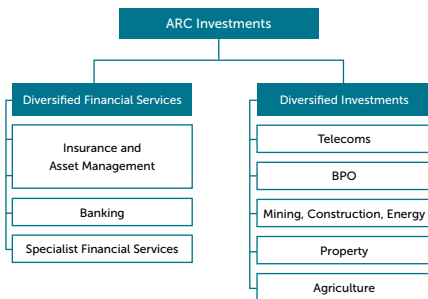 ARC Investments
Diversified Financial Services
Insurance and
Asset Management
Banking
Specialist Financial Services
Diversified Investments
Telecoms
BPO
Mining, Construction, Energy
Property
Agriculture